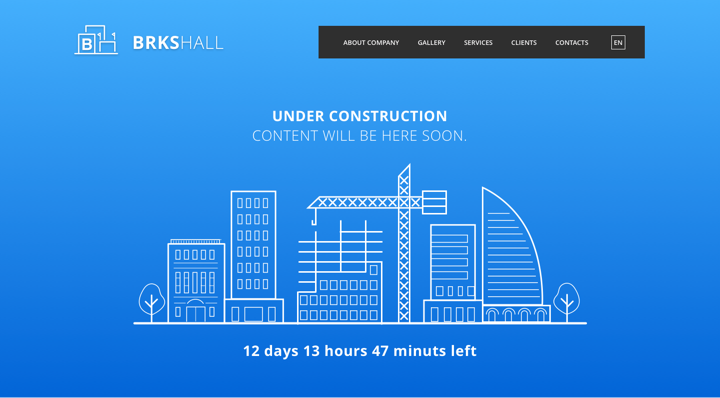 B
BRKSHALL
ABOUT COMPANY GALLERY SERVICES CLIENTS CONTACTS EN
UNDER CONSTRUCTION
CONTENT WILL BE HERE SOON.
12 days 13 hours 47 minuts left